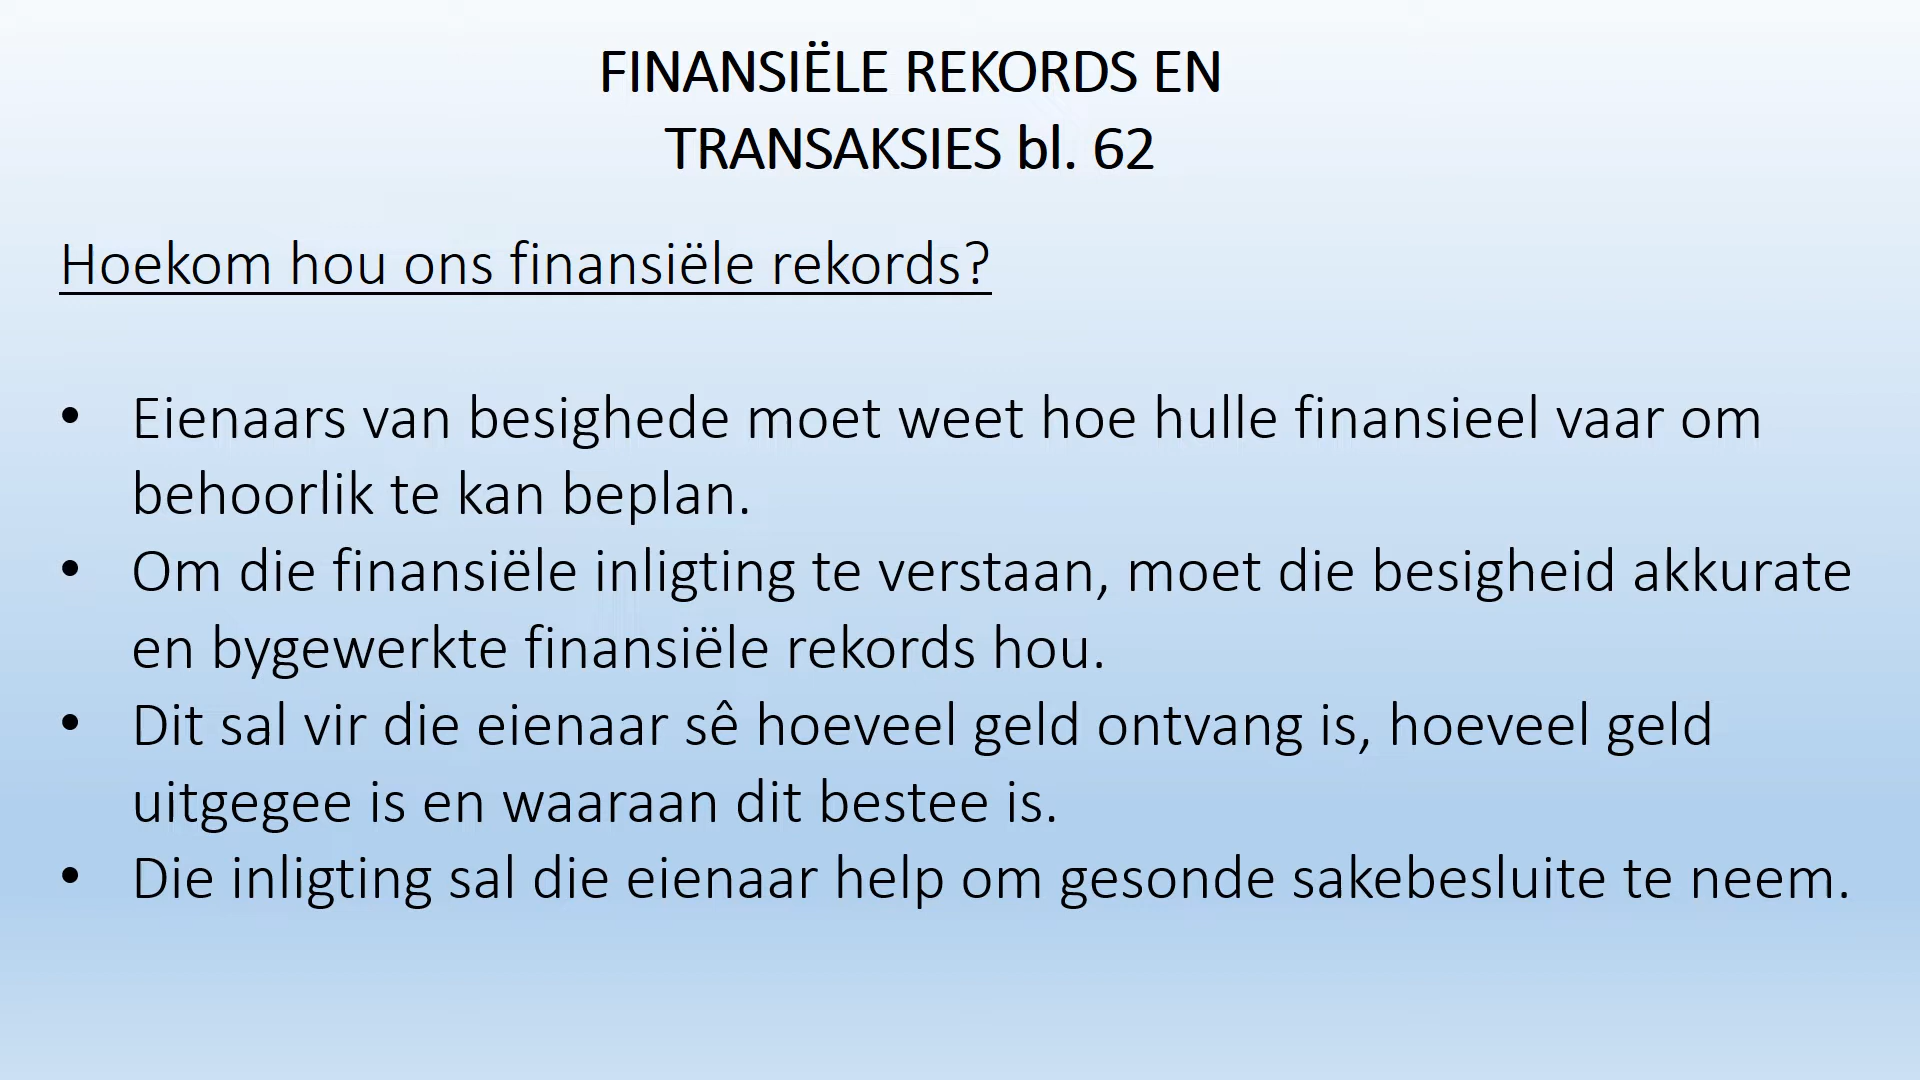 FINANSIËLE REKORDS EN
TRANSAKSIES bl. 62
Hoekom hou ons finansiële rekords?
• Eienaars van besighede moet weet hoe hulle finansieel vaar om
behoorlik te kan beplan.
• Om die finansiële inligting te verstaan, moet die besigheid akkurate
en bygewerkte finansiële rekords hou.
• Dit sal vir die eienaar sê hoeveel geld ontvang is, hoeveel geld
uitgegee is en waaraan dit bestee is.
• Die inligting sal die eienaar help om gesonde sakebesluite te neem.